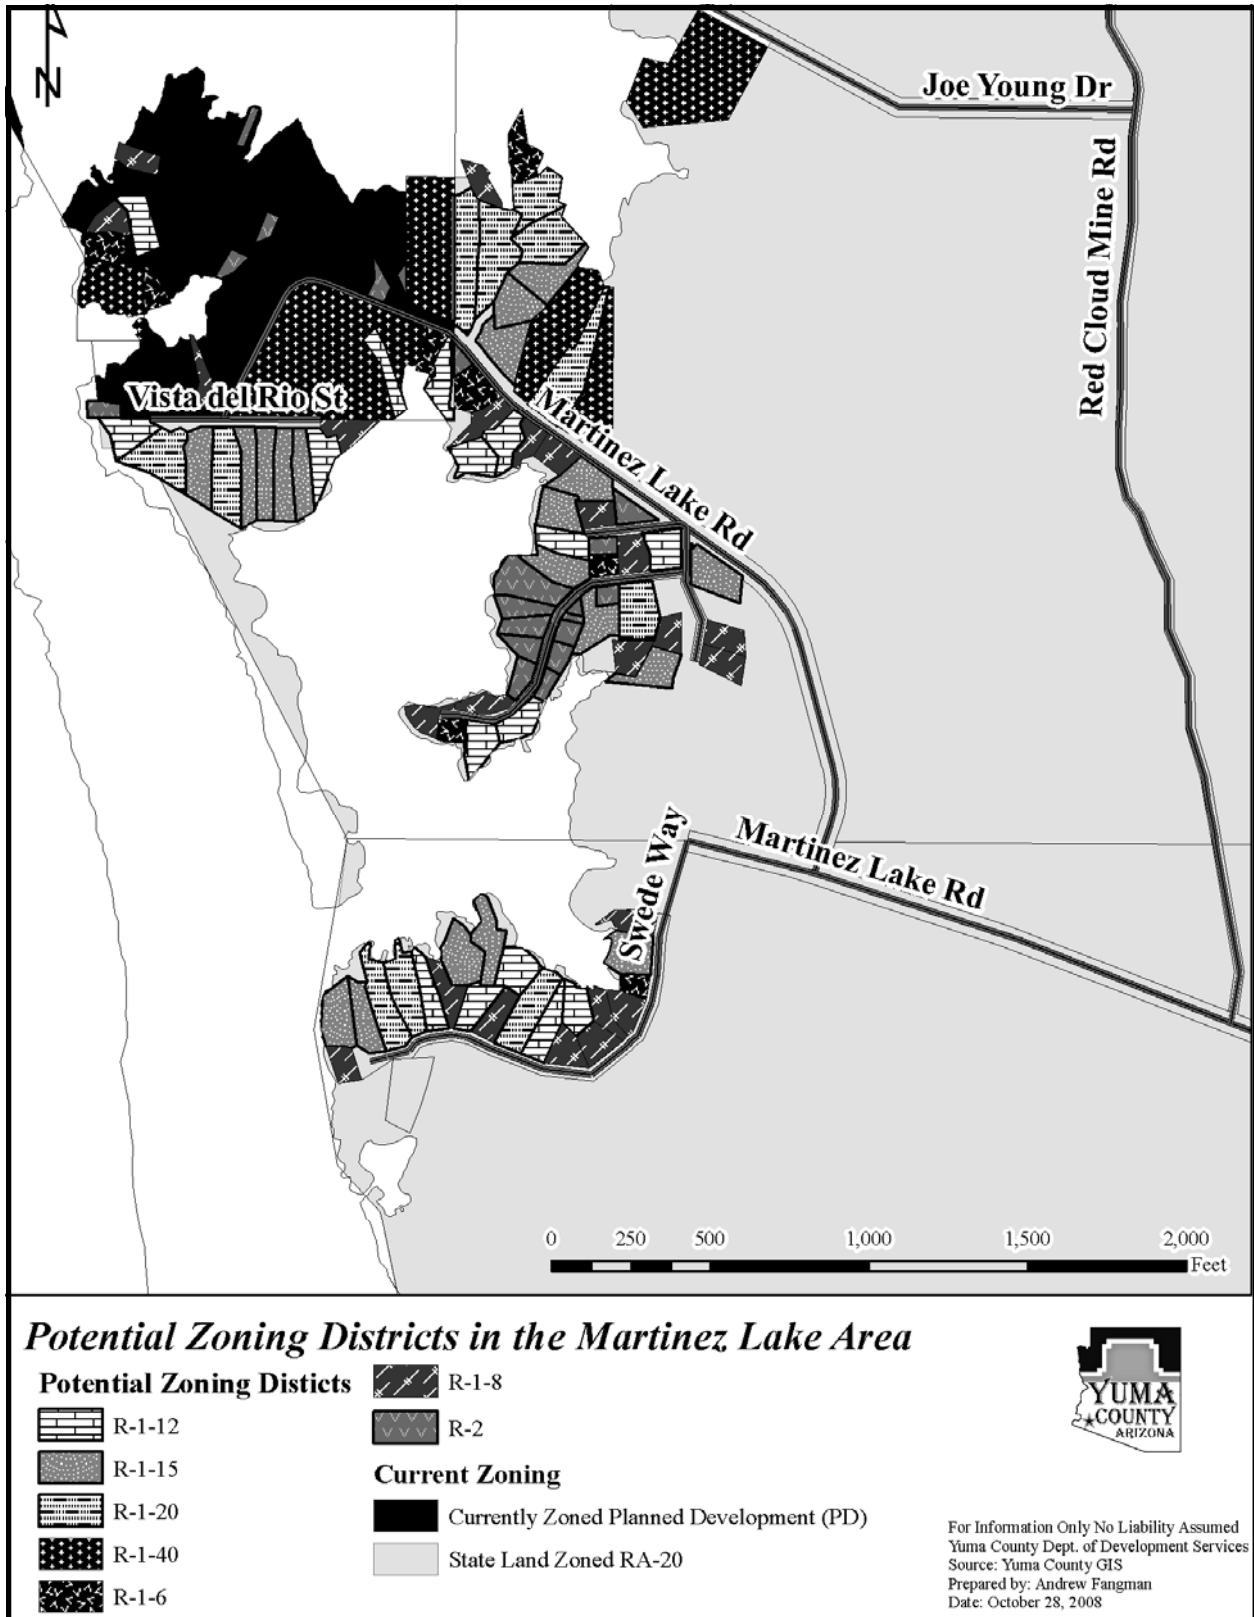 N
Joe Young Dr
Red Cloud Mine Rd
Vista del Rio St
Martinez Lake Rd
Swede Way
Martinez Lake Rd
0 250 500 1,000 1,500 2,000
Feet
Potential Zoning Districts in the Martinez Lake Area
Potential Zoning Disticts
R-1-12
R-1-15
R-1-20
R-1-40
R-1-6
R-1-8
R-2
Current Zoning
Currently Zoned Planned Development (PD)
State Land Zoned RA-20
YUMA
COUNTY
ARIZONA
For Information Only No Liability Assumed
Yuma County Dept. of Development Services
Source: Yuma County GIS
Prepared by: Andrew Fangman
Date: October 28, 2008